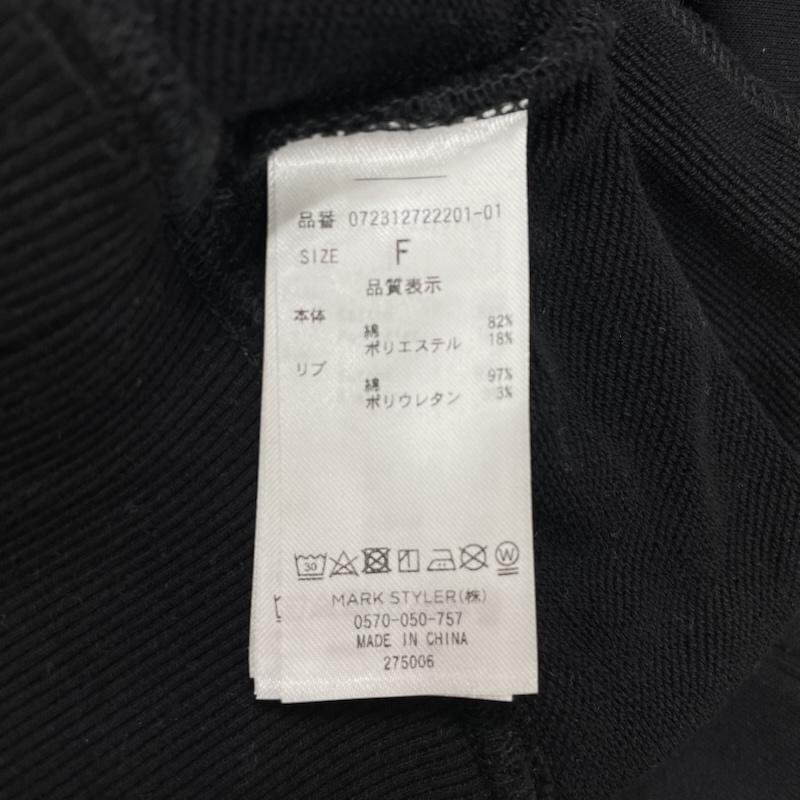 品番 072312722201-01
SIZE F
品質表示
本体
綿 82%
ポリエステル 18%
リブ
綿 97%
ポリウレタン 3%
30 W
MARK STYLER(株)
0570-050-757
MADE IN CHINA
275006